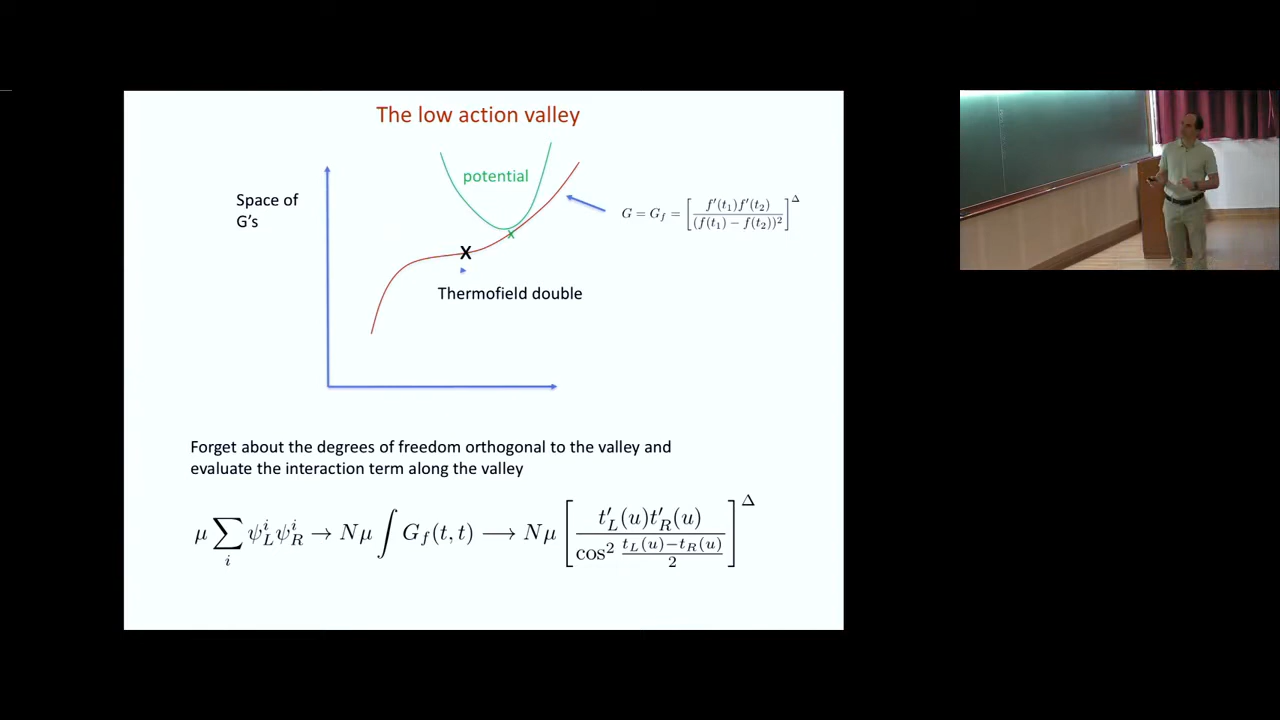 The low action valley
potential
Space of
G's
G = G_f = [f′(t₁)f′(t₂) / (f(t₁) − f(t₂))²]^Δ
X
x
Thermofield double
Forget about the degrees of freedom orthogonal to the valley and
evaluate the interaction term along the valley
μ ∑_i ψ_L^i ψ_R^i → Nμ ∫ G_f(t, t) ⟶ Nμ [t′_L(u)t′_R(u) / cos² (t_L(u)−t_R(u))/2]^Δ